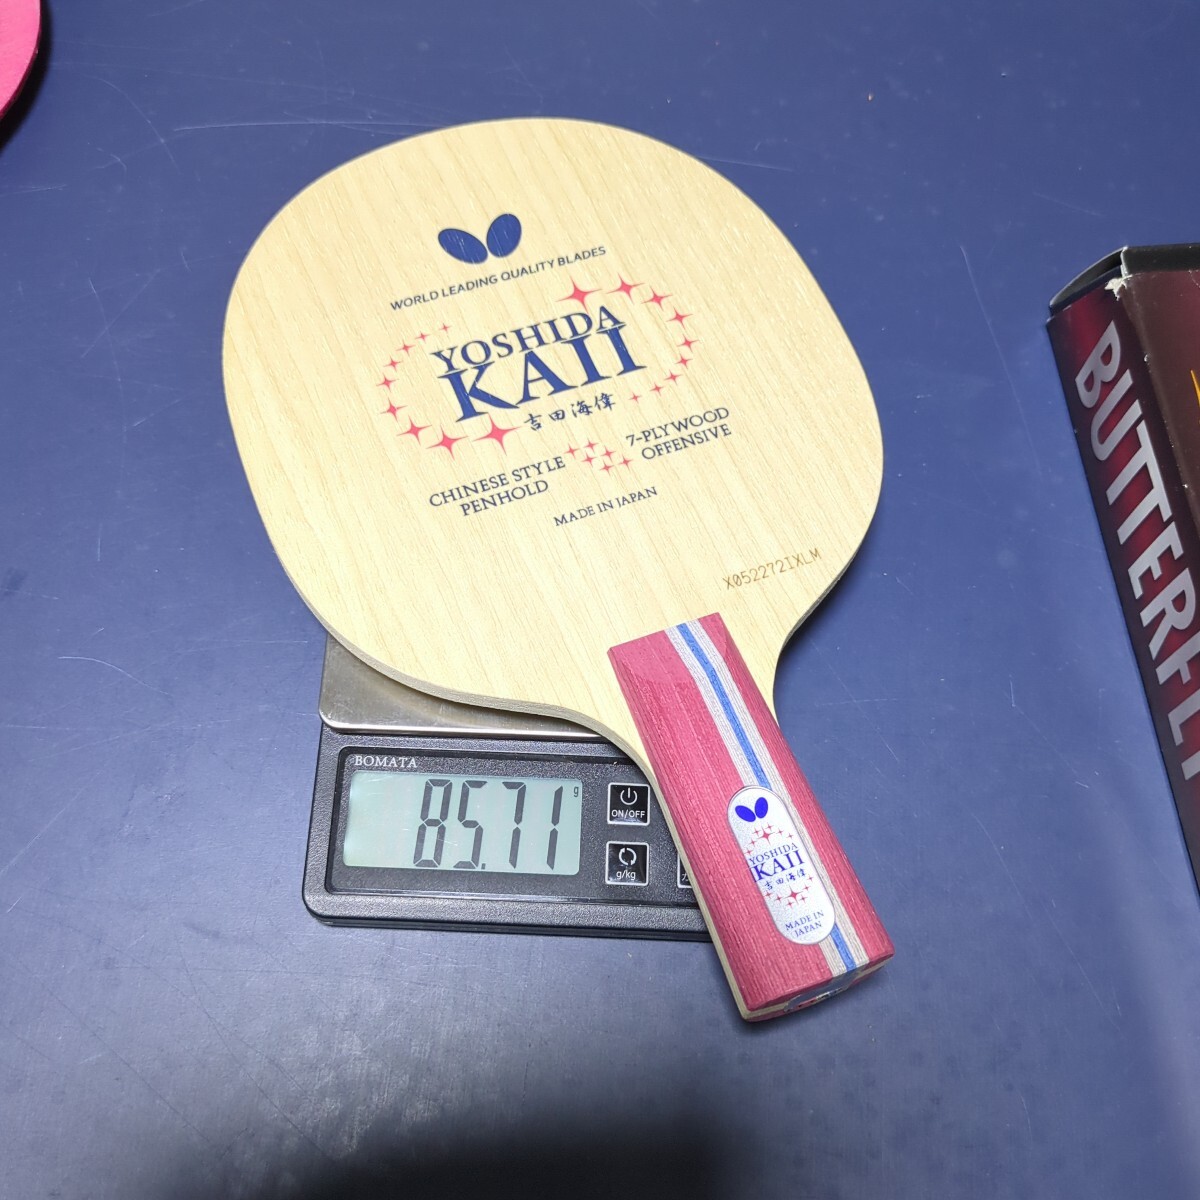 WORLD LEADING QUALITY BLADES
YOSHIDA
KAII
吉田海偉
CHINESE STYLE
PENHOLD
7-PLYWOOD
OFFENSIVE
MADE IN JAPAN
X052272IXLM
BOMATA
85.71 g
ON/OFF
g/kg
YOSHIDA
KAII
吉田海偉
MADE IN
JAPAN
BUTTERFLY